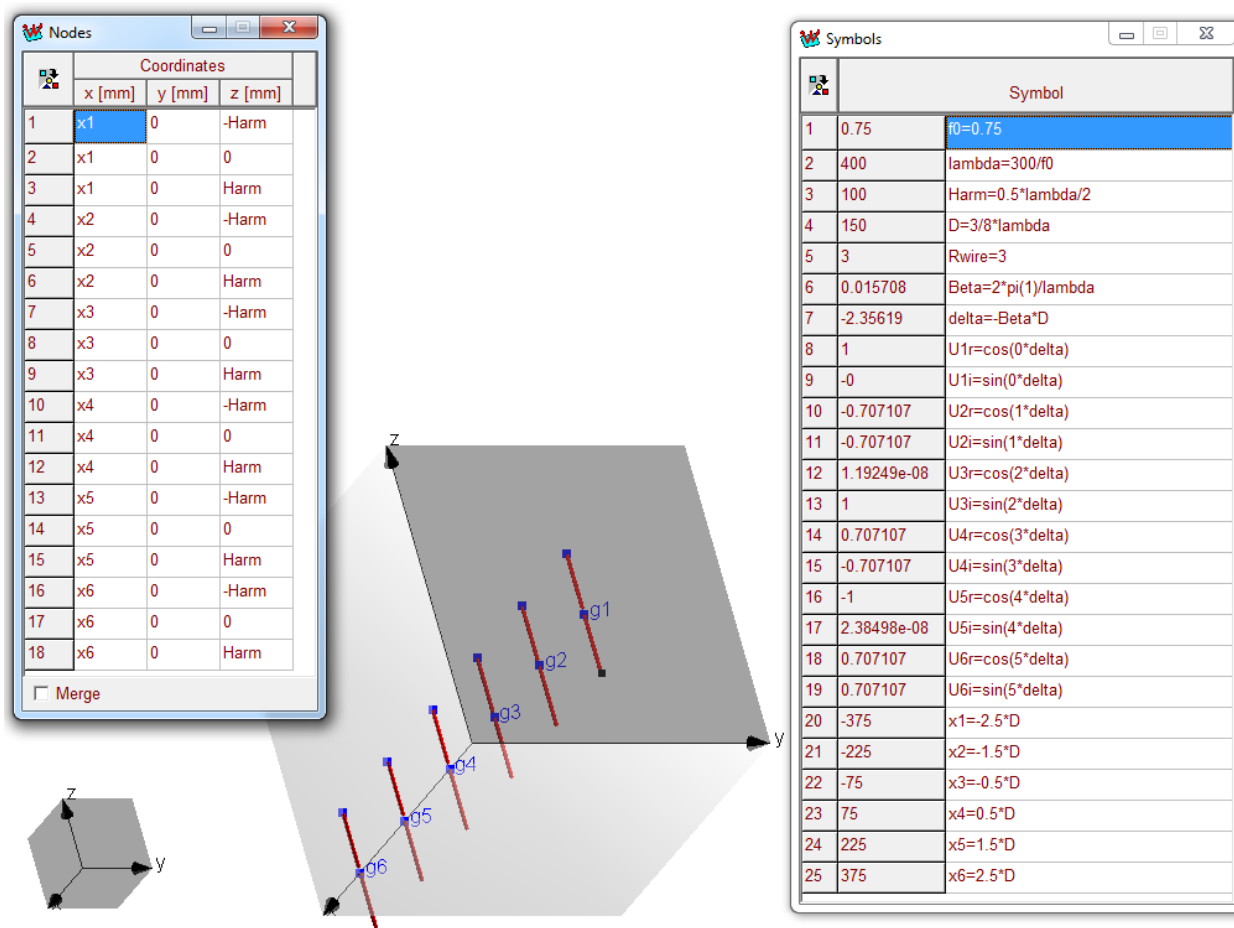 Nodes
Coordinates
x [mm] y [mm] z [mm]
1 x1 0 -Harm
2 x1 0 0
3 x1 0 Harm
4 x2 0 -Harm
5 x2 0 0
6 x2 0 Harm
7 x3 0 -Harm
8 x3 0 0
9 x3 0 Harm
10 x4 0 -Harm
11 x4 0 0
12 x4 0 Harm
13 x5 0 -Harm
14 x5 0 0
15 x5 0 Harm
16 x6 0 -Harm
17 x6 0 0
18 x6 0 Harm
Merge
Symbols
Symbol
1 0.75 f0=0.75
2 400 lambda=300/f0
3 100 Harm=0.5*lambda/2
4 150 D=3/8*lambda
5 3 Rwire=3
6 0.015708 Beta=2*pi(1)/lambda
7 -2.35619 delta=-Beta*D
8 1 U1r=cos(0*delta)
9 -0 U1i=sin(0*delta)
10 -0.707107 U2r=cos(1*delta)
11 -0.707107 U2i=sin(1*delta)
12 1.19249e-08 U3r=cos(2*delta)
13 1 U3i=sin(2*delta)
14 0.707107 U4r=cos(3*delta)
15 -0.707107 U4i=sin(3*delta)
16 -1 U5r=cos(4*delta)
17 2.38498e-08 U5i=sin(4*delta)
18 0.707107 U6r=cos(5*delta)
19 0.707107 U6i=sin(5*delta)
20 -375 x1=-2.5*D
21 -225 x2=-1.5*D
22 -75 x3=-0.5*D
23 75 x4=0.5*D
24 225 x5=1.5*D
25 375 x6=2.5*D
z
g1
g2
g3
y
g4
g5
g6
x
z
y
x